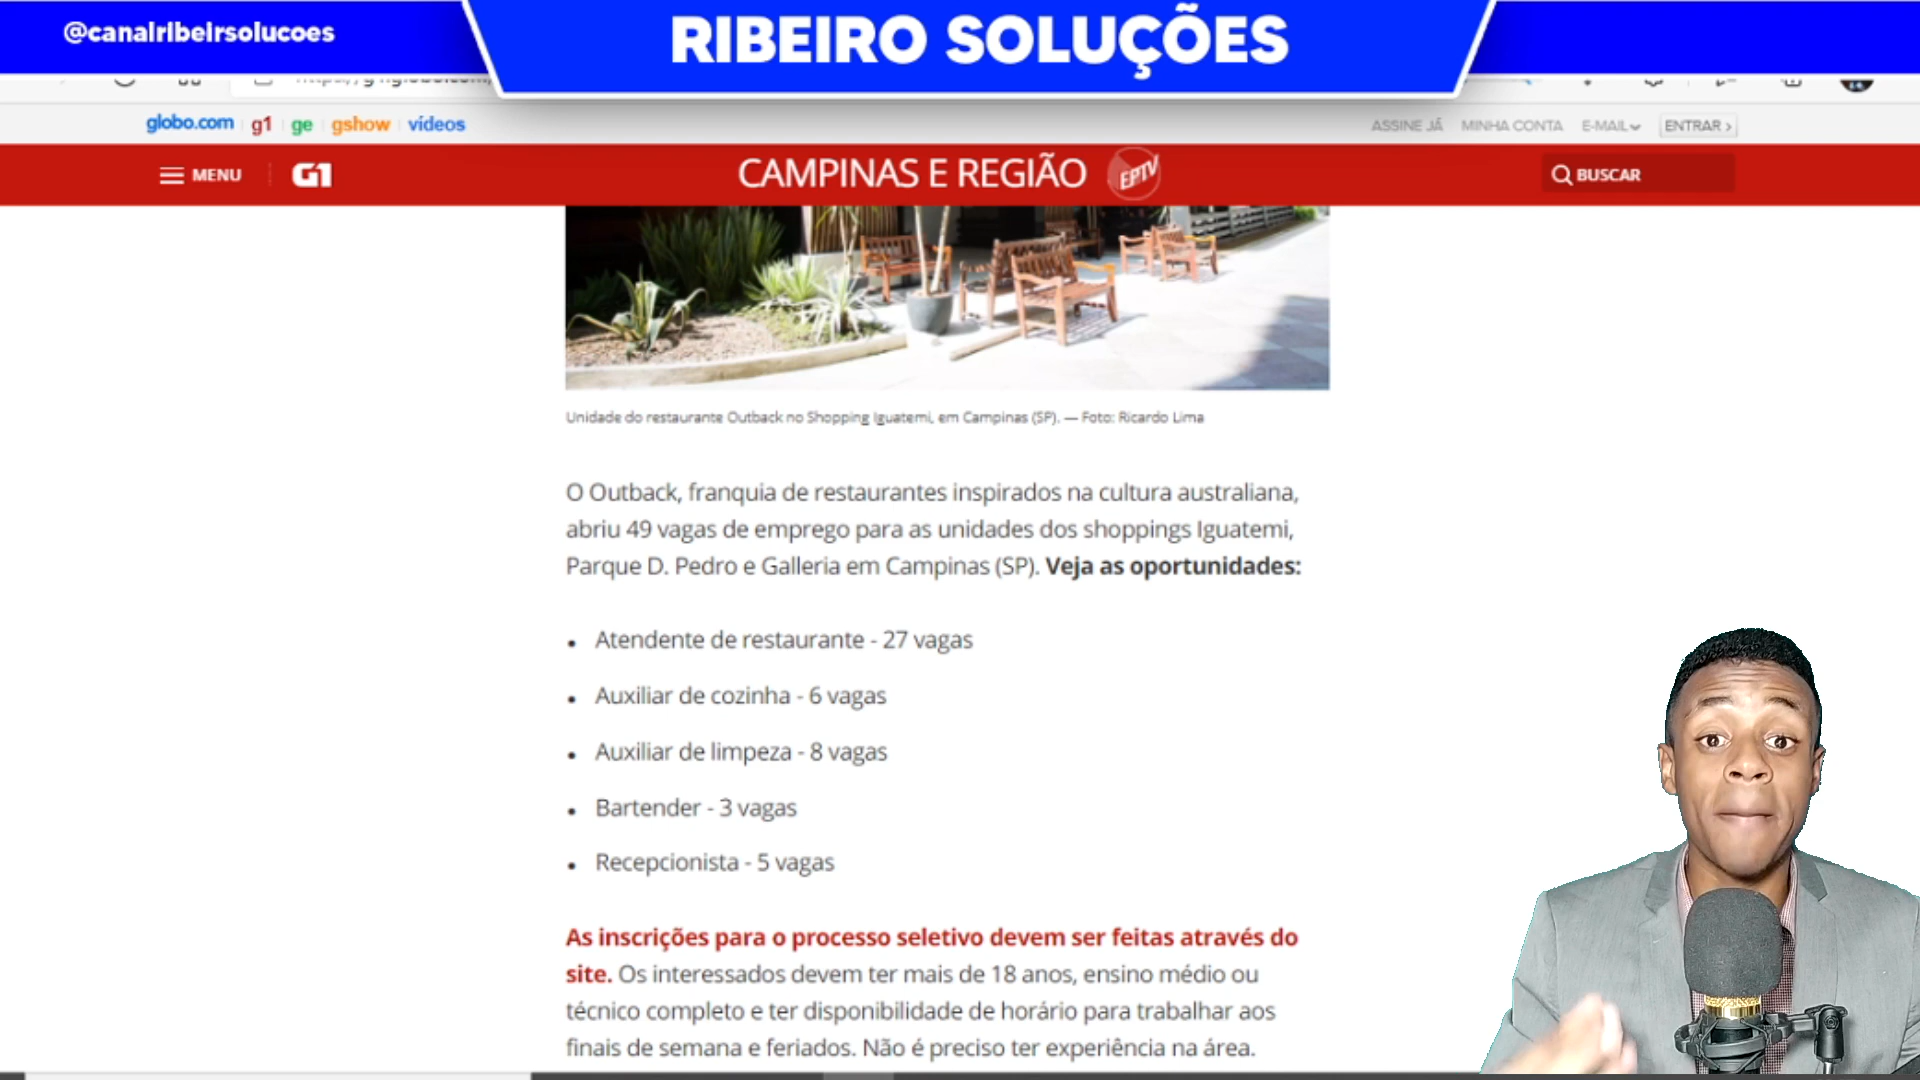 @canalribeirsolucoes
RIBEIRO SOLUÇÕES
globo.com g1 ge gshow vídeos
ASSINE JÁ MINHA CONTA E-MAIL ENTRAR ›
MENU G1 CAMPINAS E REGIÃO EPTV BUSCAR
Unidade do restaurante Outback no Shopping Iguatemi, em Campinas (SP). — Foto: Ricardo Lima
O Outback, franquia de restaurantes inspirados na cultura australiana,
abriu 49 vagas de emprego para as unidades dos shoppings Iguatemi,
Parque D. Pedro e Galleria em Campinas (SP). Veja as oportunidades:
• Atendente de restaurante - 27 vagas
• Auxiliar de cozinha - 6 vagas
• Auxiliar de limpeza - 8 vagas
• Bartender - 3 vagas
• Recepcionista - 5 vagas
As inscrições para o processo seletivo devem ser feitas através do
site. Os interessados devem ter mais de 18 anos, ensino médio ou
técnico completo e ter disponibilidade de horário para trabalhar aos
finais de semana e feriados. Não é preciso ter experiência na área.